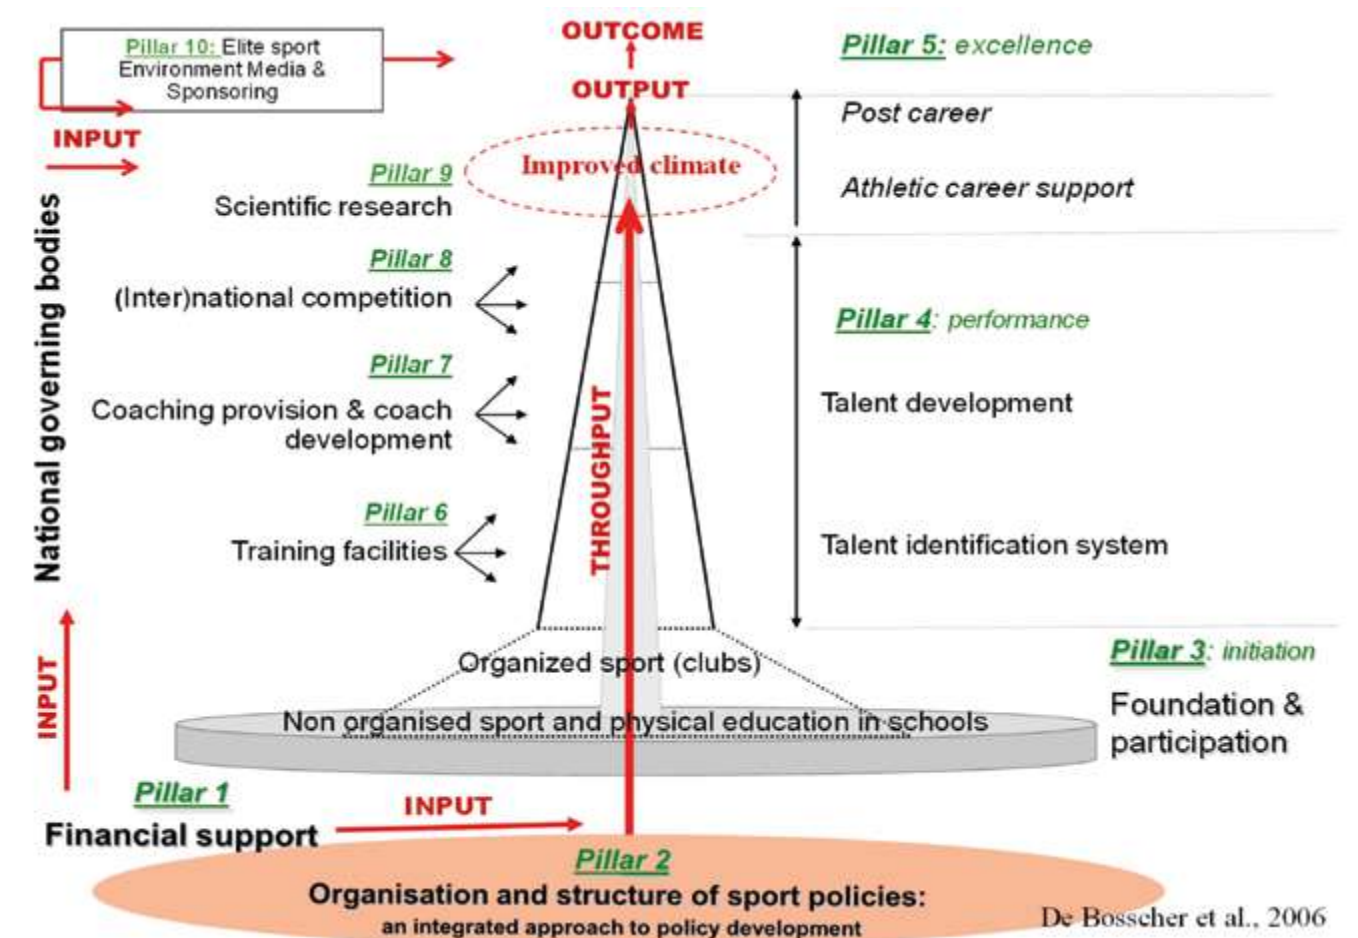 Pillar 10: Elite sport
Environment Media &
Sponsoring
INPUT
OUTCOME
OUTPUT
Improved climate
Pillar 5: excellence
Post career
Athletic career support
Pillar 9
Scientific research
Pillar 8
(Inter)national competition
Pillar 7
Coaching provision & coach
development
Pillar 6
Training facilities
National governing bodies
THROUGHPUT
Pillar 4: performance
Talent development
Talent identification system
Pillar 3: initiation
Foundation &
participation
Organized sport (clubs)
Non organised sport and physical education in schools
INPUT
Pillar 1
Financial support
INPUT
Pillar 2
Organisation and structure of sport policies:
an integrated approach to policy development
De Bosscher et al., 2006